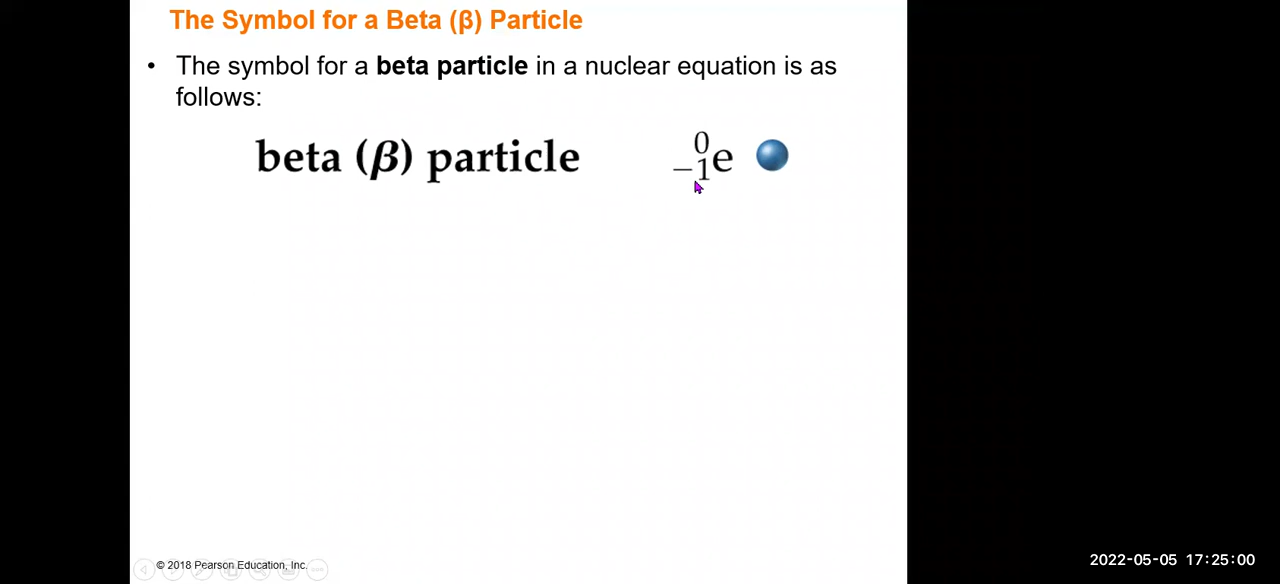 The Symbol for a Beta (β) Particle
• The symbol for a beta particle in a nuclear equation is as
follows:
beta (β) particle ⁰₋₁e
© 2018 Pearson Education, Inc.
2022-05-05 17:25:00